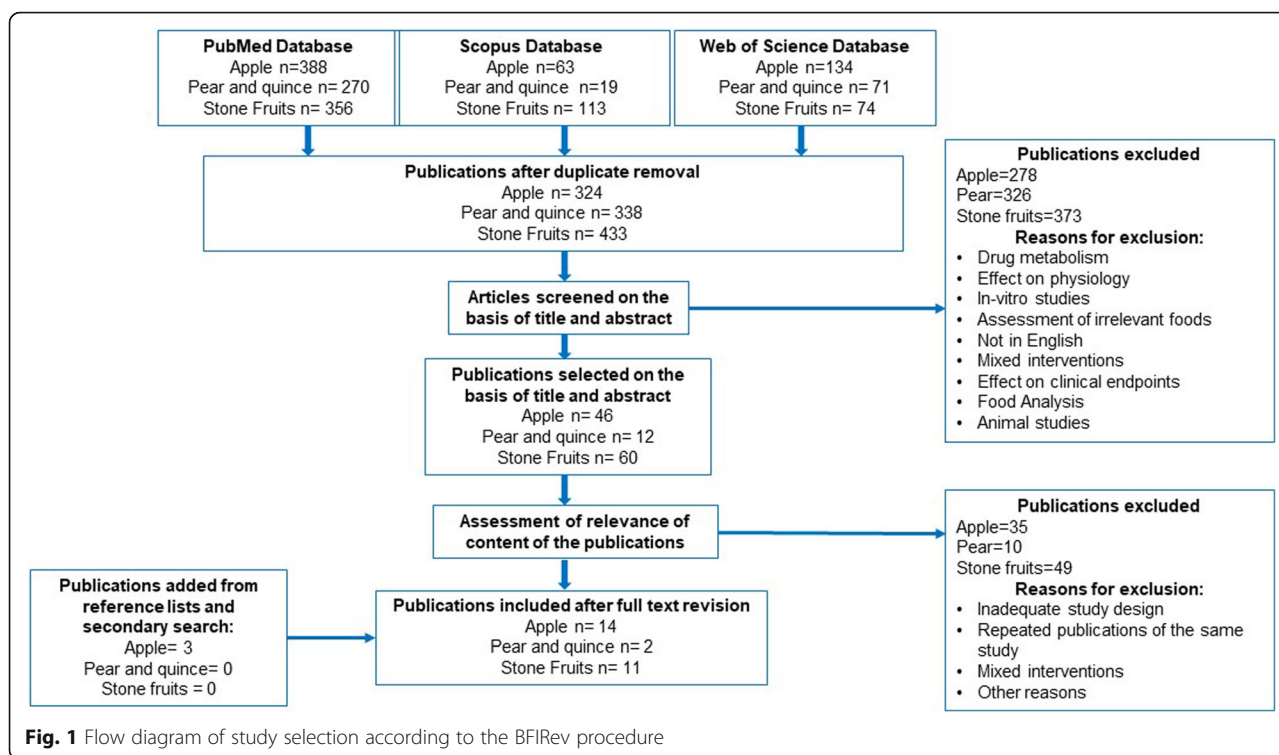 PubMed Database
Apple n=388
Pear and quince n= 270
Stone Fruits n= 356
Scopus Database
Apple n=63
Pear and quince n=19
Stone Fruits n= 113
Web of Science Database
Apple n=134
Pear and quince n= 71
Stone Fruits n= 74
Publications after duplicate removal
Apple n= 324
Pear and quince n= 338
Stone Fruits n= 433
Publications excluded
Apple=278
Pear=326
Stone fruits=373
Reasons for exclusion:
• Drug metabolism
• Effect on physiology
• In-vitro studies
• Assessment of irrelevant foods
• Not in English
• Mixed interventions
• Effect on clinical endpoints
• Food Analysis
• Animal studies
Articles screened on the
basis of title and abstract
Publications selected on the
basis of title and abstract
Apple n= 46
Pear and quince n= 12
Stone Fruits n= 60
Assessment of relevance of
content of the publications
Publications excluded
Apple=35
Pear=10
Stone fruits=49
Reasons for exclusion:
• Inadequate study design
• Repeated publications of the same
study
• Mixed interventions
• Other reasons
Publications added from
reference lists and
secondary search:
Apple= 3
Pear and quince= 0
Stone fruits = 0
Publications included after full text revision
Apple n= 14
Pear and quince n= 2
Stone Fruits n= 11
Fig. 1 Flow diagram of study selection according to the BFIRev procedure